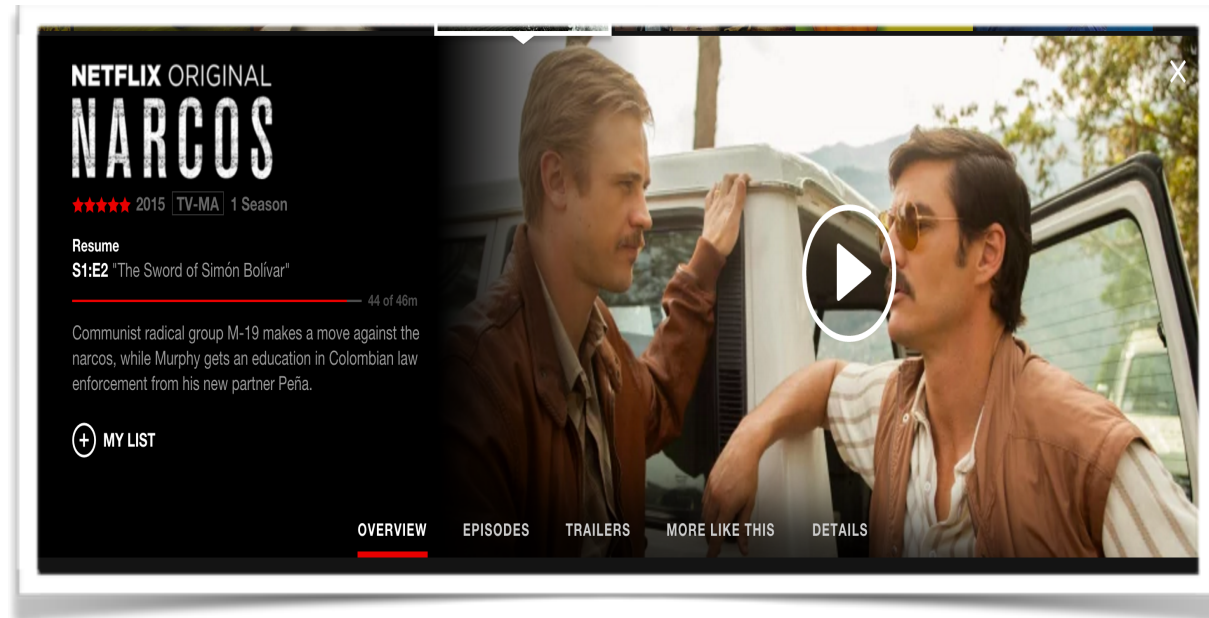 NETFLIX ORIGINAL
NARCOS
2015 TV-MA 1 Season
Resume
S1:E2 "The Sword of Simón Bolívar"
44 of 46m
Communist radical group M-19 makes a move against the
narcos, while Murphy gets an education in Colombian law
enforcement from his new partner Peña.
+ MY LIST
OVERVIEW EPISODES TRAILERS MORE LIKE THIS DETAILS